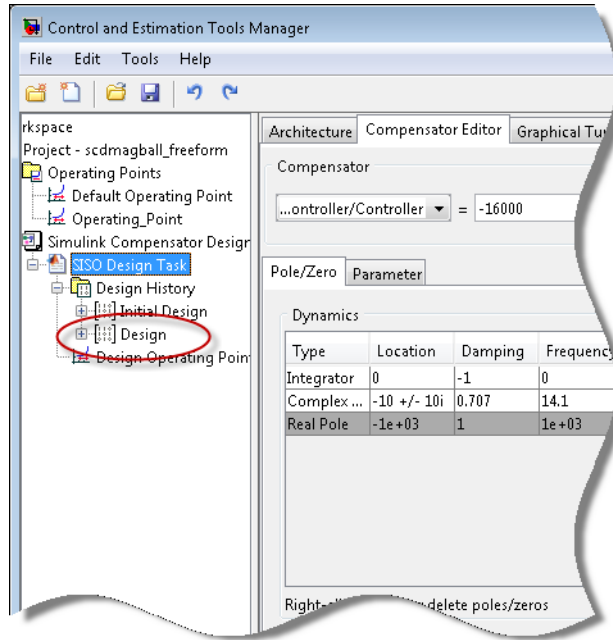 Control and Estimation Tools Manager
File Edit Tools Help
rkspace
Project - scdmagball_freeform
Operating Points
Default Operating Point
Operating_Point
Simulink Compensator Design
SISO Design Task
Design History
Initial Design
Design
Design Operating Poin
Architecture Compensator Editor Graphical Tu
Compensator
...ontroller/Controller = -16000
Pole/Zero Parameter
Dynamics
Type Location Damping Frequency
Integrator 0 -1 0
Complex ... -10 +/- 10i 0.707 14.1
Real Pole -1e+03 1 1e+03
delete poles/zeros